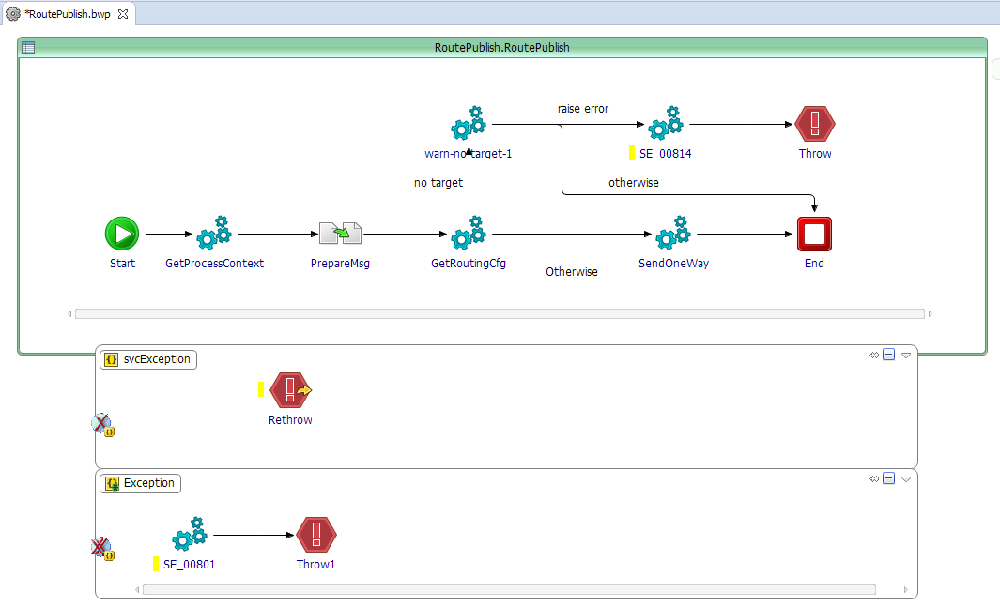 *RoutePublish.bwp
RoutePublish.RoutePublish
raise error
warn-no-target-1
SE_00814
Throw
no target
otherwise
Start
GetProcessContext
PrepareMsg
GetRoutingCfg
Otherwise
SendOneWay
End
svcException
Rethrow
Exception
SE_00801
Throw1